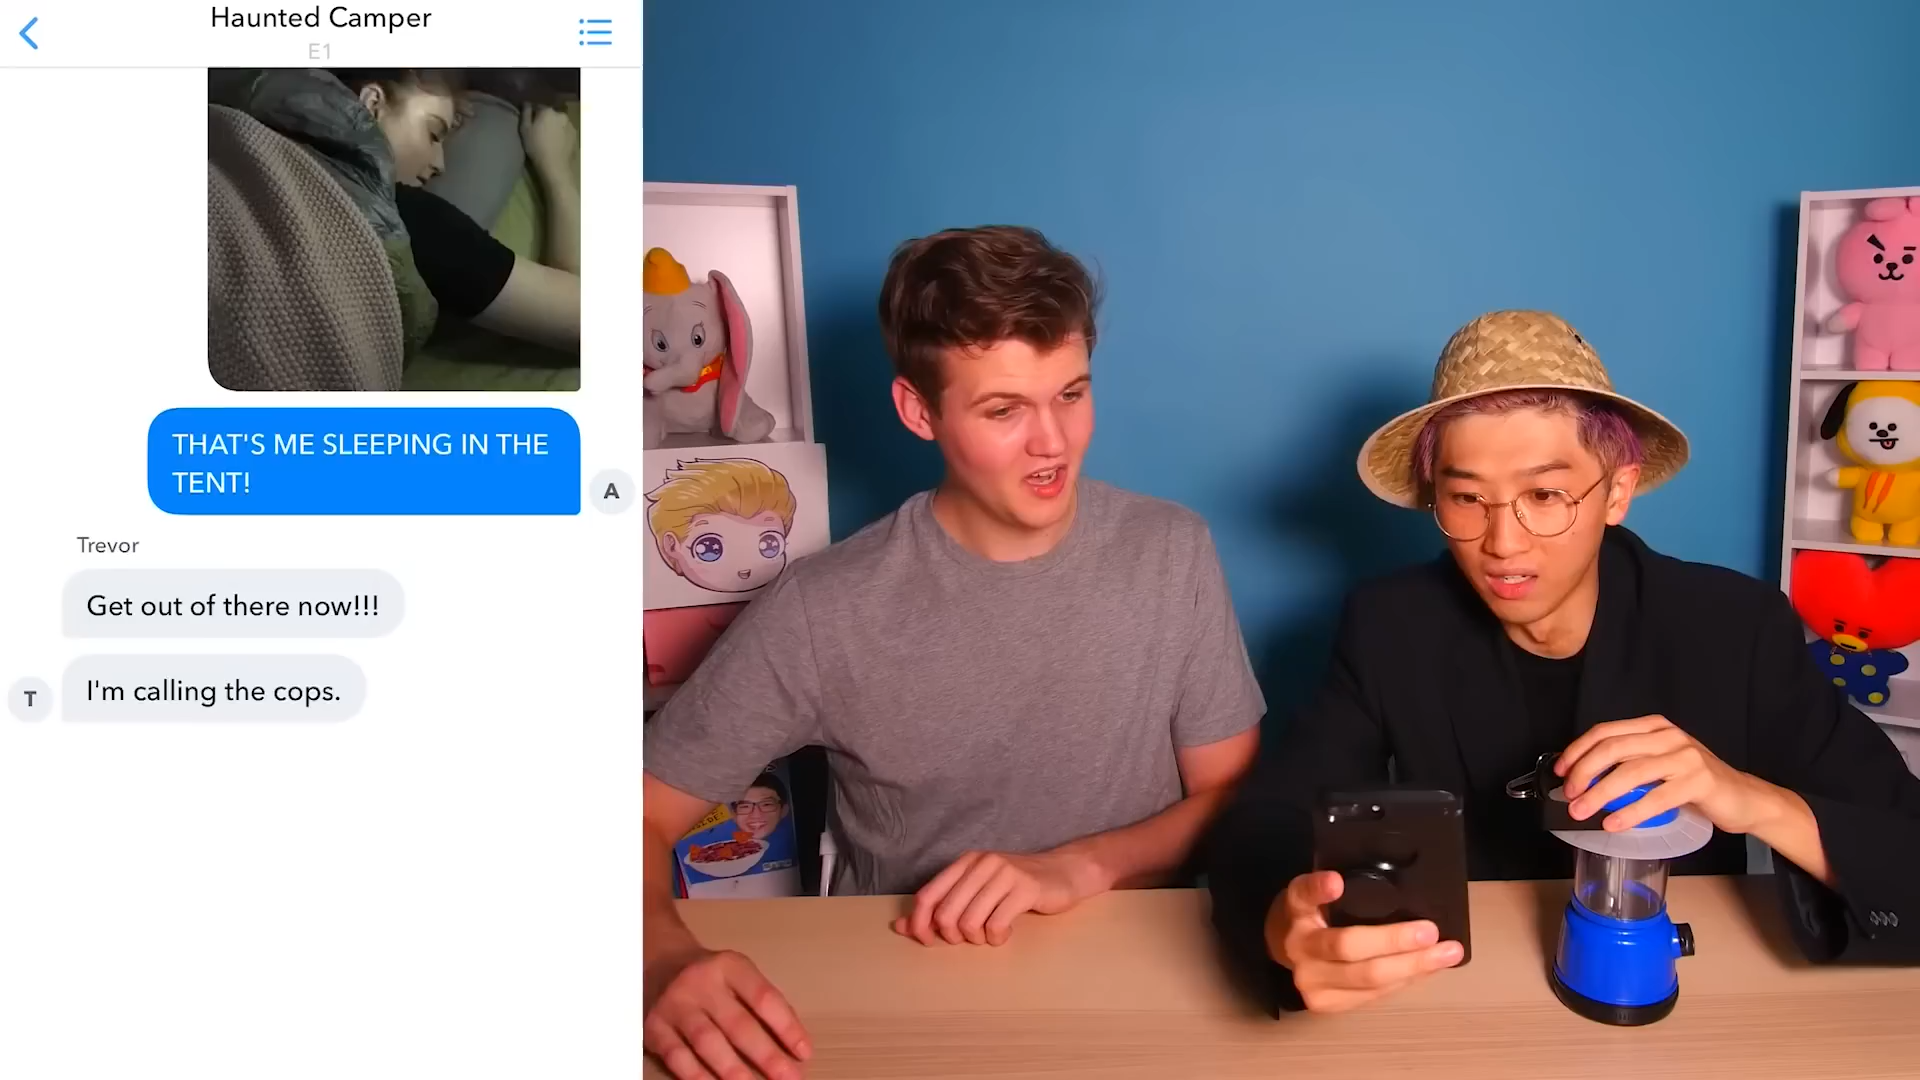 Haunted Camper
E1
THAT'S ME SLEEPING IN THE
TENT!
A
Trevor
Get out of there now!!!
I'm calling the cops.
T